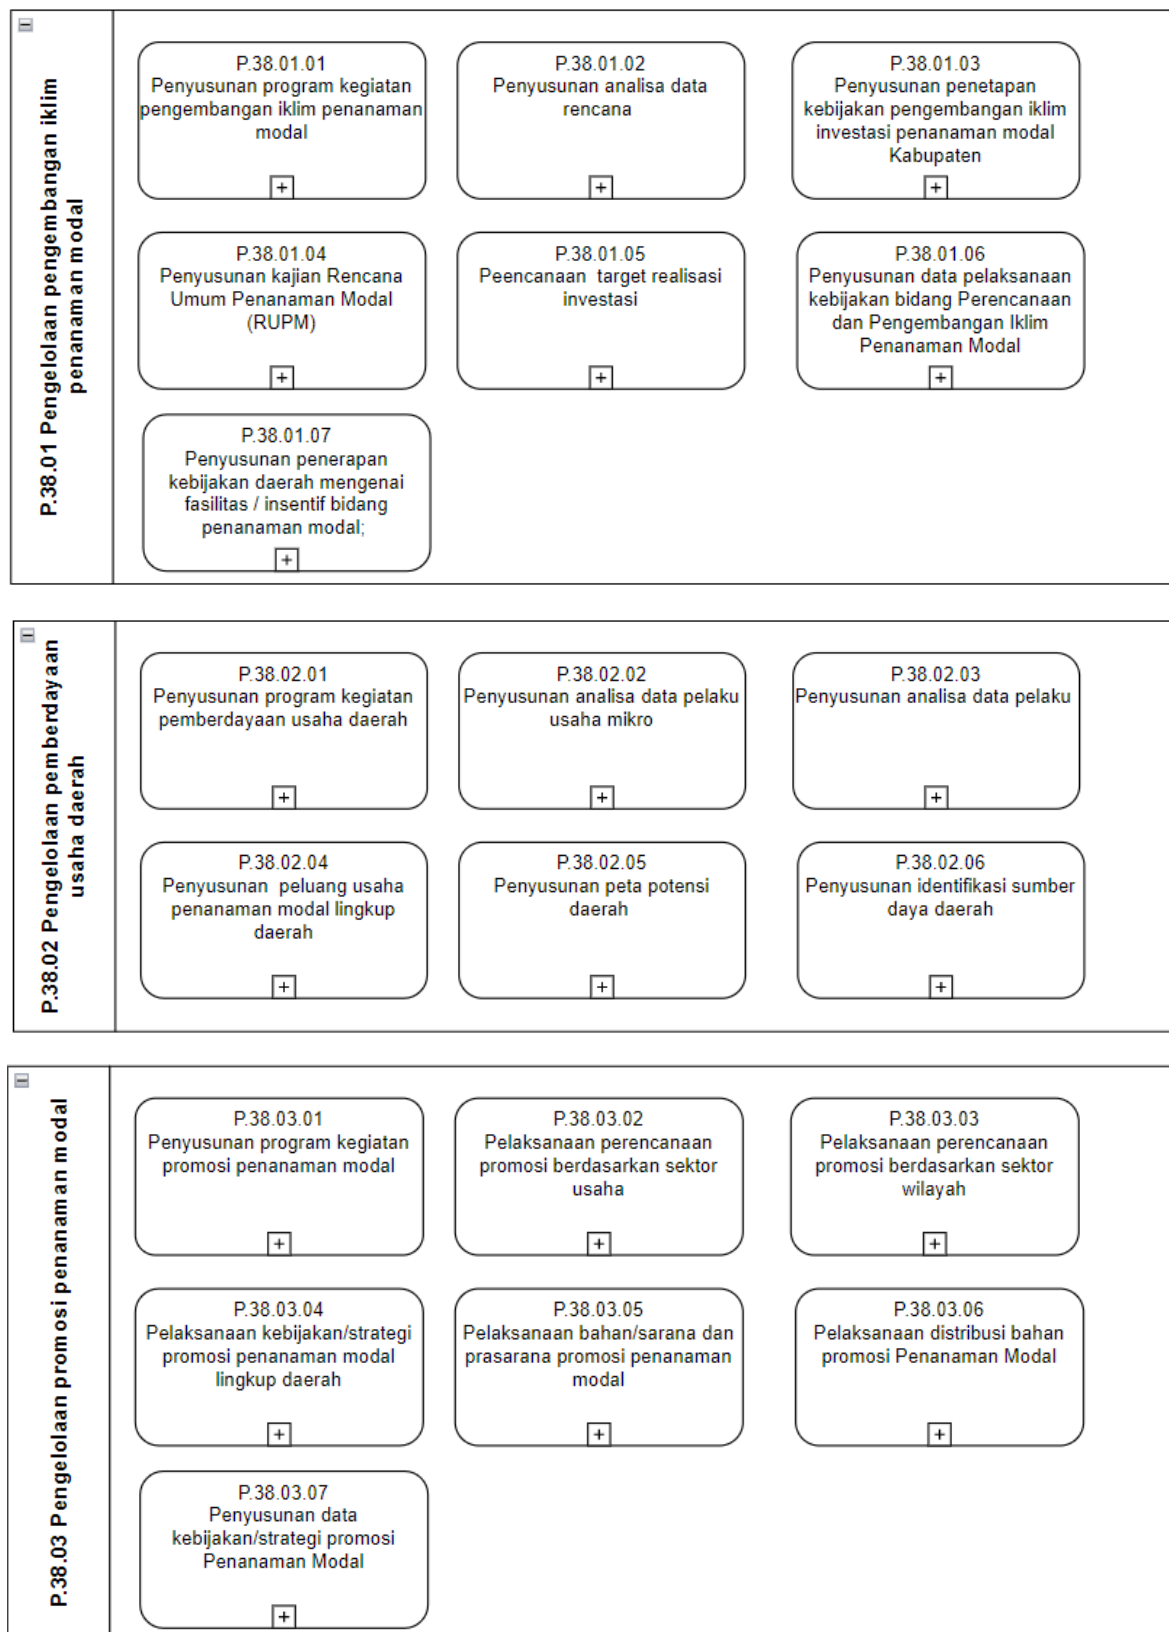 P.38.01 Pengelolaan pengembangan iklim
penanaman modal
P.38.01.01
Penyusunan program kegiatan
pengembangan iklim penanaman
modal
P.38.01.02
Penyusunan analisa data
rencana
P.38.01.03
Penyusunan penetapan
kebijakan pengembangan iklim
investasi penanaman modal
Kabupaten
P.38.01.04
Penyusunan kajian Rencana
Umum Penanaman Modal
(RUPM)
P.38.01.05
Peencanaan  target realisasi
investasi
P.38.01.06
Penyusunan data pelaksanaan
kebijakan bidang Perencanaan
dan Pengembangan Iklim
Penanaman Modal
P.38.01.07
Penyusunan penerapan
kebijakan daerah mengenai
fasilitas / insentif bidang
penanaman modal;
P.38.02 Pengelolaan pemberdayaan
usaha daerah
P.38.02.01
Penyusunan program kegiatan
pemberdayaan usaha daerah
P.38.02.02
Penyusunan analisa data pelaku
usaha mikro
P.38.02.03
Penyusunan analisa data pelaku
P.38.02.04
Penyusunan  peluang usaha
penanaman modal lingkup
daerah
P.38.02.05
Penyusunan peta potensi
daerah
P.38.02.06
Penyusunan identifikasi sumber
daya daerah
P.38.03 Pengelolaan promosi penanaman modal
P.38.03.01
Penyusunan program kegiatan
promosi penanaman modal
P.38.03.02
Pelaksanaan perencanaan
promosi berdasarkan sektor
usaha
P.38.03.03
Pelaksanaan perencanaan
promosi berdasarkan sektor
wilayah
P.38.03.04
Pelaksanaan kebijakan/strategi
promosi penanaman modal
lingkup daerah
P.38.03.05
Pelaksanaan bahan/sarana dan
prasarana promosi penanaman
modal
P.38.03.06
Pelaksanaan distribusi bahan
promosi Penanaman Modal
P.38.03.07
Penyusunan data
kebijakan/strategi promosi
Penanaman Modal